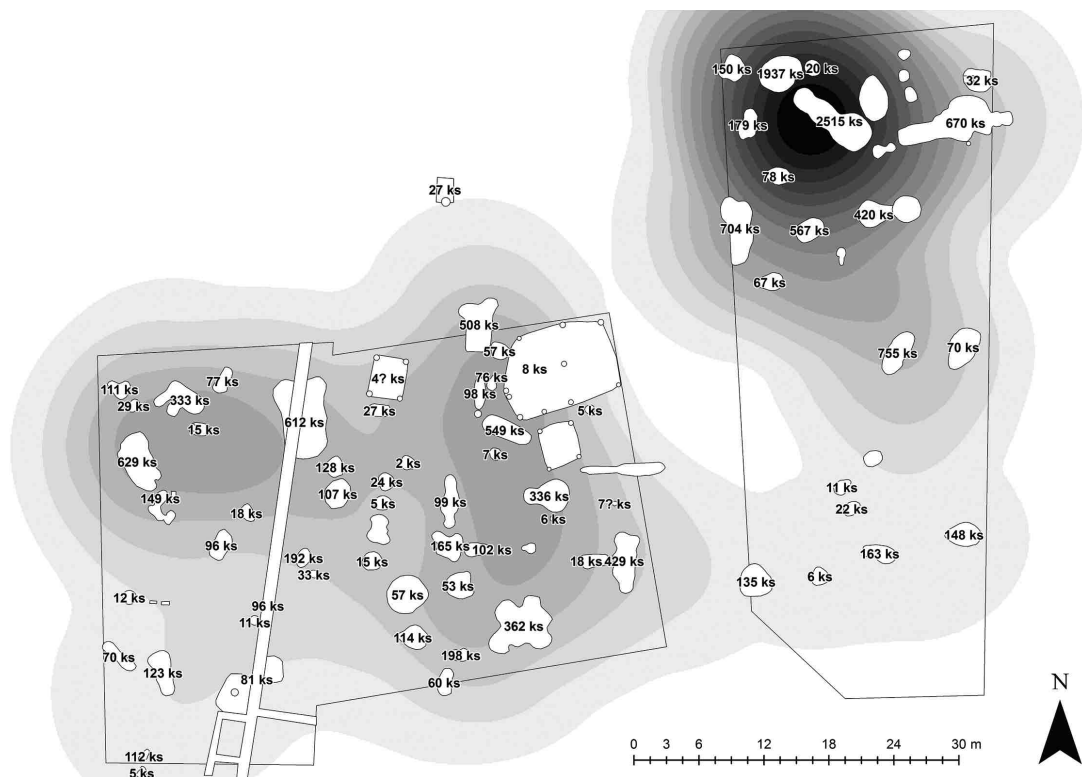 150 ks
1937 ks
20 ks
32 ks
179 ks
2515 ks
670 ks
78 ks
27 ks
704 ks
567 ks
420 ks
67 ks
508 ks
57 ks
755 ks
70 ks
8 ks
111 ks
77 ks
4? ks
76 ks
29 ks
333 ks
98 ks
27 ks
5 ks
612 ks
15 ks
549 ks
7 ks
629 ks
128 ks
2 ks
24 ks
11 ks
149 ks
107 ks
5 ks
99 ks
336 ks
7? ks
22 ks
18 ks
6 ks
96 ks
165 ks
102 ks
148 ks
192 ks
15 ks
18 ks
429 ks
163 ks
33 ks
53 ks
135 ks
6 ks
12 ks
96 ks
57 ks
11 ks
362 ks
114 ks
70 ks
198 ks
123 ks
81 ks
60 ks
N
112 ks
5 ks
0 3 6 12 18 24 30 m